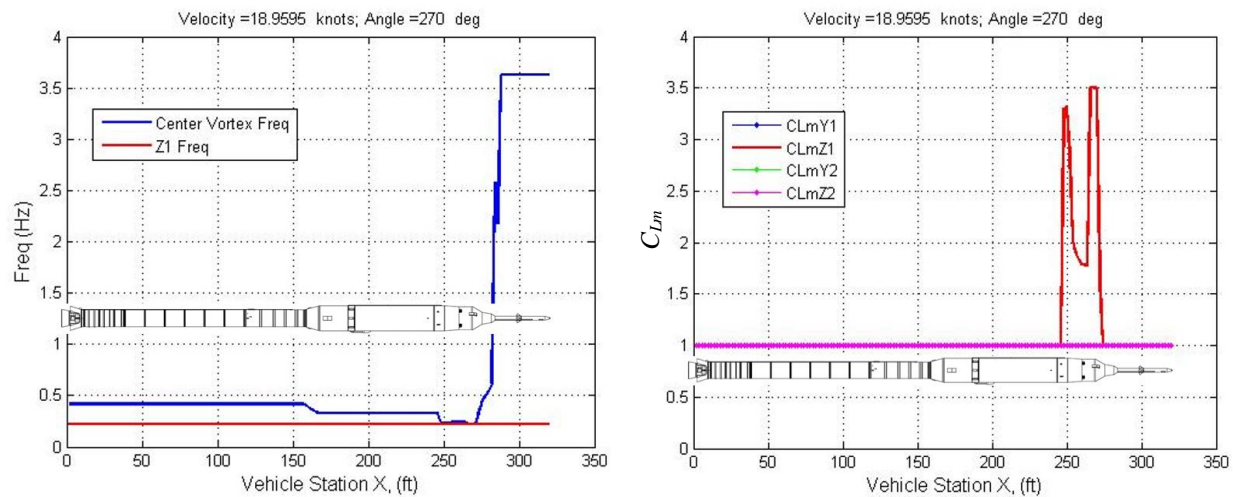 Velocity =18.9595 knots; Angle =270 deg
4
3.5
3
2.5
2
1.5
1
0.5
0
Freq (Hz)
Center Vortex Freq
Z1 Freq
0 50 100 150 200 250 300 350
Vehicle Station X, (ft)
Velocity =18.9595 knots; Angle =270 deg
4
3.5
3
2.5
2
1.5
1
0.5
0
CLm
CLmY1
CLmZ1
CLmY2
CLmZ2
0 50 100 150 200 250 300 350
Vehicle Station X, (ft)